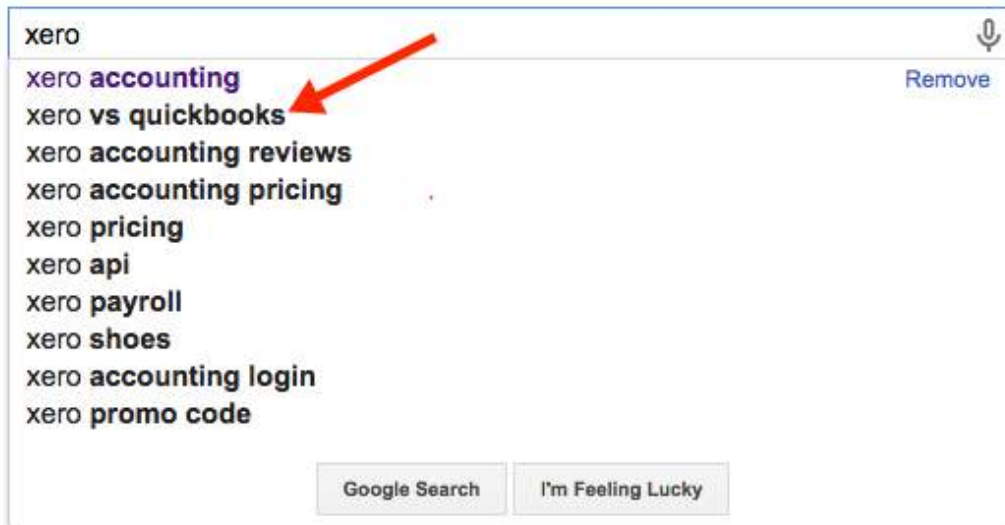 xero
xero accounting Remove
xero vs quickbooks
xero accounting reviews
xero accounting pricing
xero pricing
xero api
xero payroll
xero shoes
xero accounting login
xero promo code
Google Search I'm Feeling Lucky